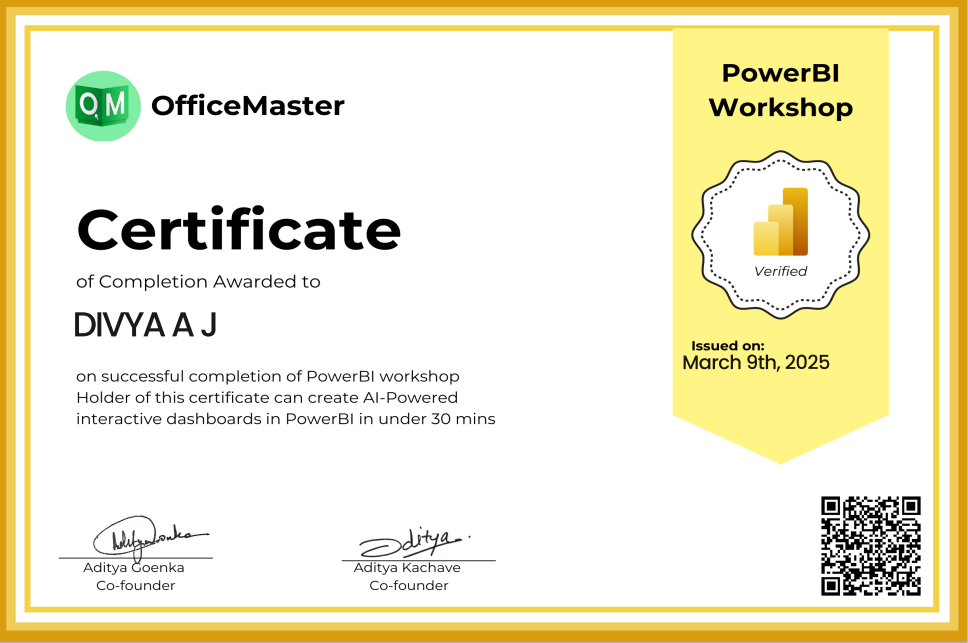 OM
OfficeMaster
PowerBI
Workshop
Verified
Issued on:
March 9th, 2025
Certificate
of Completion Awarded to
DIVYA A J
on successful completion of PowerBI workshop
Holder of this certificate can create AI-Powered
interactive dashboards in PowerBI in under 30 mins
Aditya Goenka
Co-founder
Aditya
Aditya Kachave
Co-founder